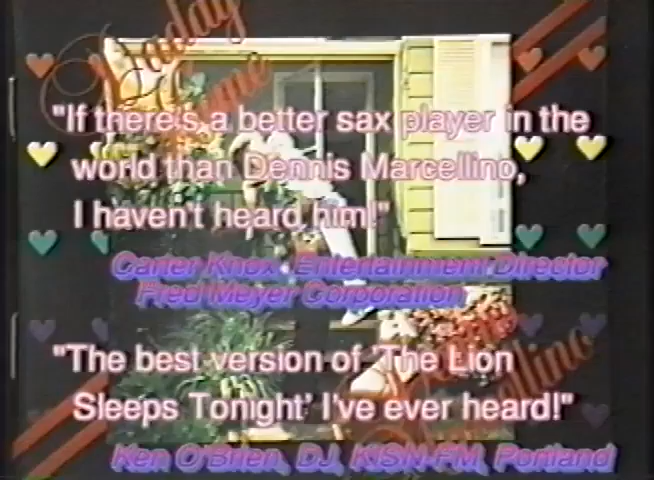 Daddy
Come
"If there's a better sax player in the
world than Dennis Marcellino,
I haven't heard him!"
Carter Knox, Entertainment Director
Fred Meyer Corporation
"The best version of 'The Lion
Sleeps Tonight' I've ever heard!"
Ken O'Brien, DJ, KISN-FM, Portland